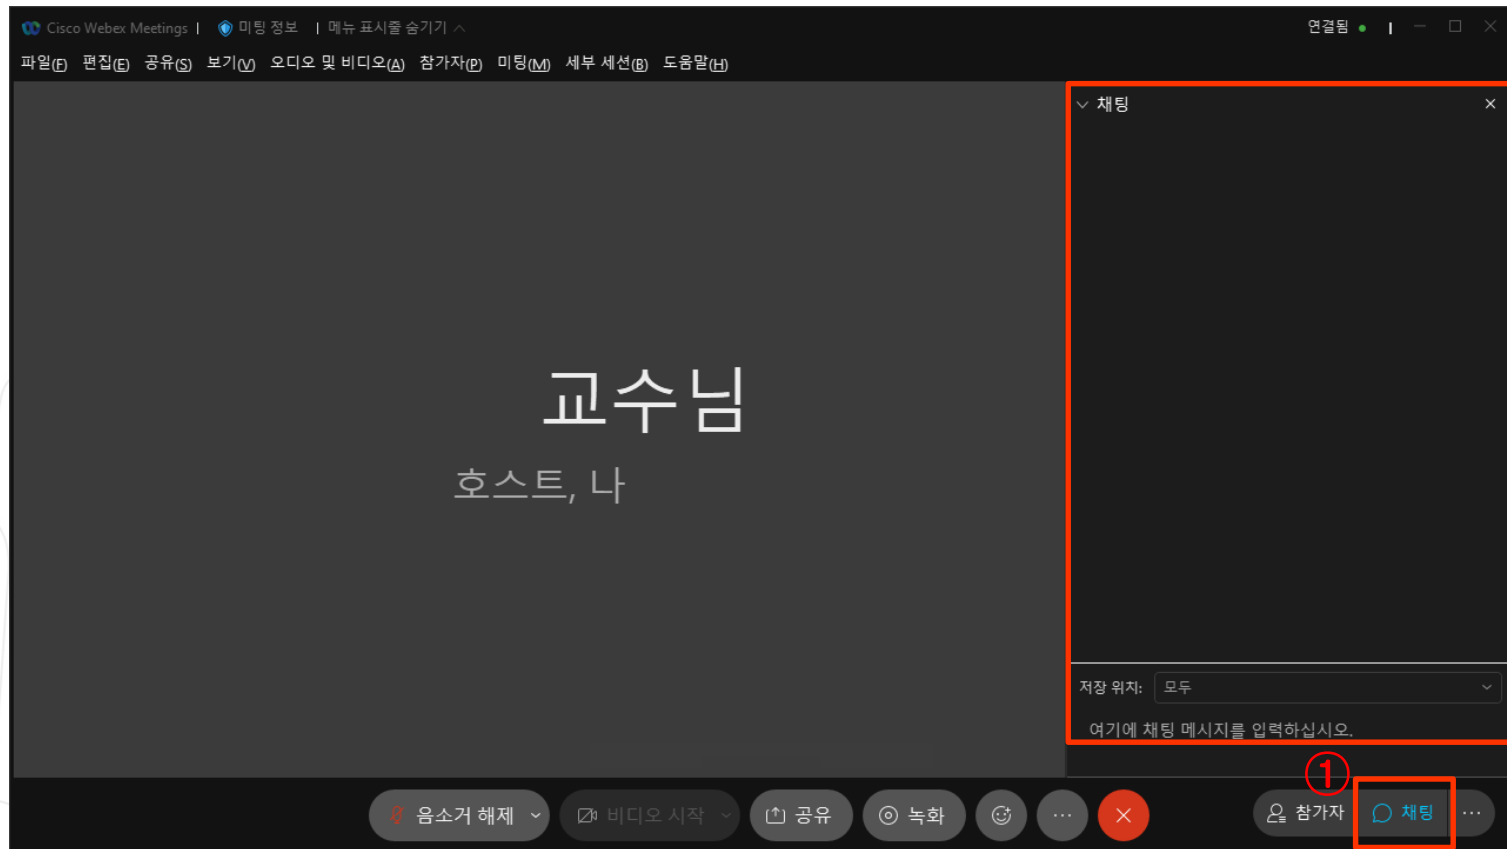 Cisco Webex Meetings | 미팅 정보 | 메뉴 표시줄 숨기기 연결됨
파일(F) 편집(E) 공유(S) 보기(V) 오디오 및 비디오(A) 참가자(P) 미팅(M) 세부 세션(B) 도움말(H)
채팅
교수님
호스트, 나
저장 위치: 모두
여기에 채팅 메시지를 입력하십시오.
①
음소거 해제 비디오 시작 공유 녹화 참가자 채팅